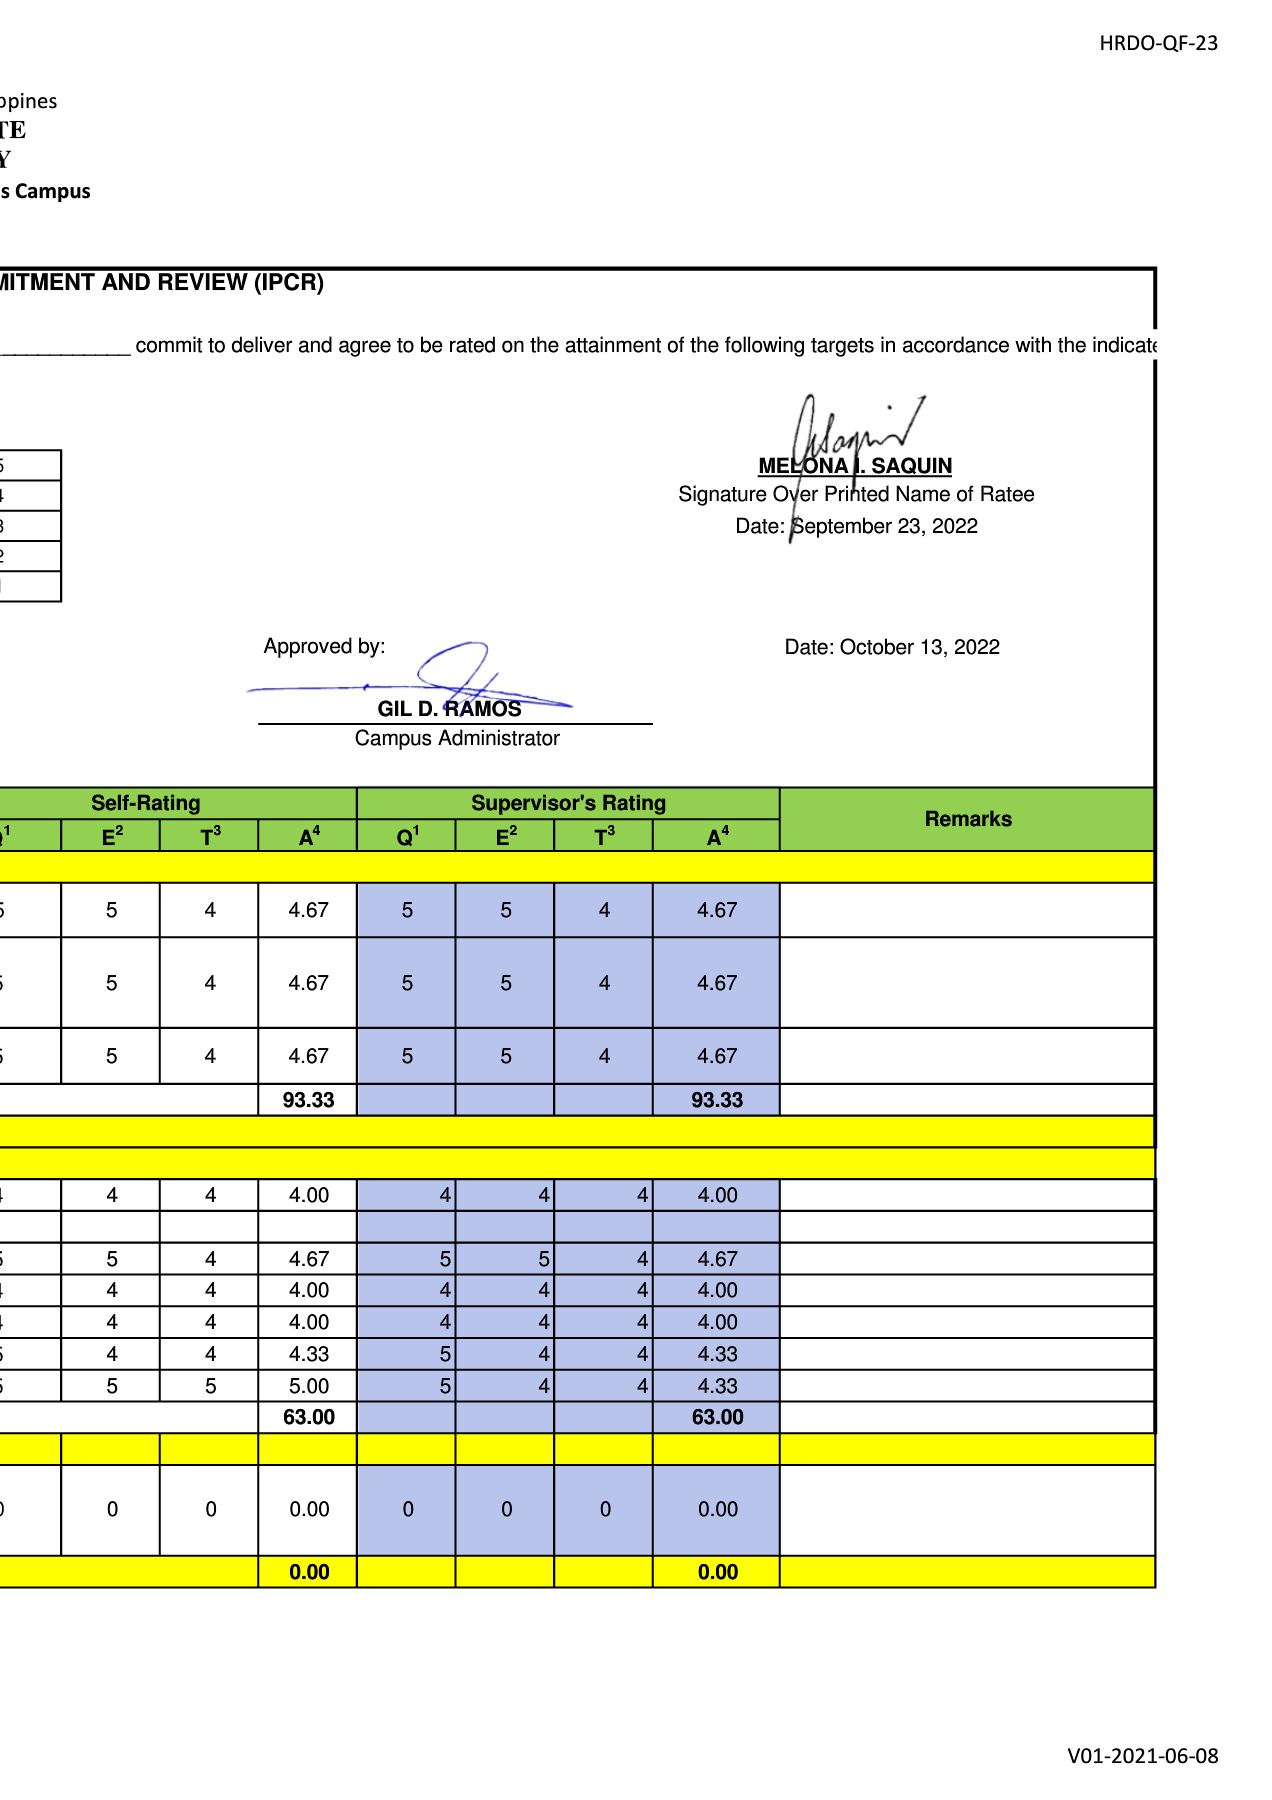 HRDO-QF-23
ppines
TE
Y
s Campus
MITMENT AND REVIEW (IPCR)
___________ commit to deliver and agree to be rated on the attainment of the following targets in accordance with the indicate
MELONA I. SAQUIN
5
Signature Over Printed Name of Ratee
4
Date: September 23, 2022
3
2
1
Approved by:
Date: October 13, 2022
GIL D. RAMOS
Campus Administrator
Self-Rating Supervisor's Rating Remarks
Q¹ E² T³ A⁴ Q¹ E² T³ A⁴
5 5 4 4.67 5 5 4 4.67
5 5 4 4.67 5 5 4 4.67
5 5 4 4.67 5 5 4 4.67
93.33 93.33
4 4 4 4.00 4 4 4 4.00
5 5 4 4.67 5 5 4 4.67
4 4 4 4.00 4 4 4 4.00
4 4 4 4.00 4 4 4 4.00
5 4 4 4.33 5 4 4 4.33
5 5 5 5.00 5 4 4 4.33
63.00 63.00
0 0 0 0.00 0 0 0 0.00
0.00 0.00
V01-2021-06-08